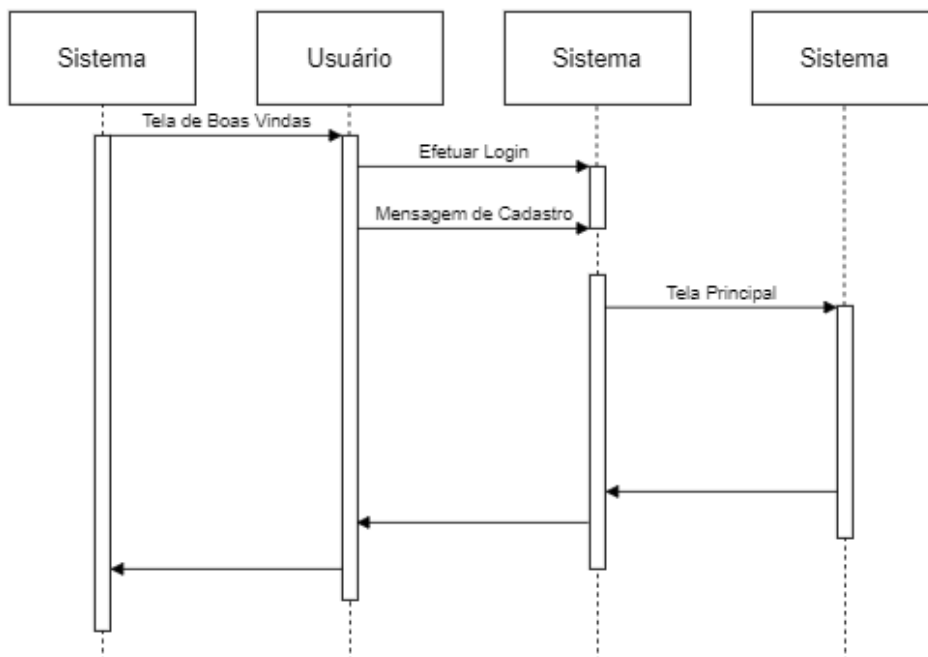 Sistema
Usuário
Sistema
Sistema
Tela de Boas Vindas
Efetuar Login
Mensagem de Cadastro
Tela Principal